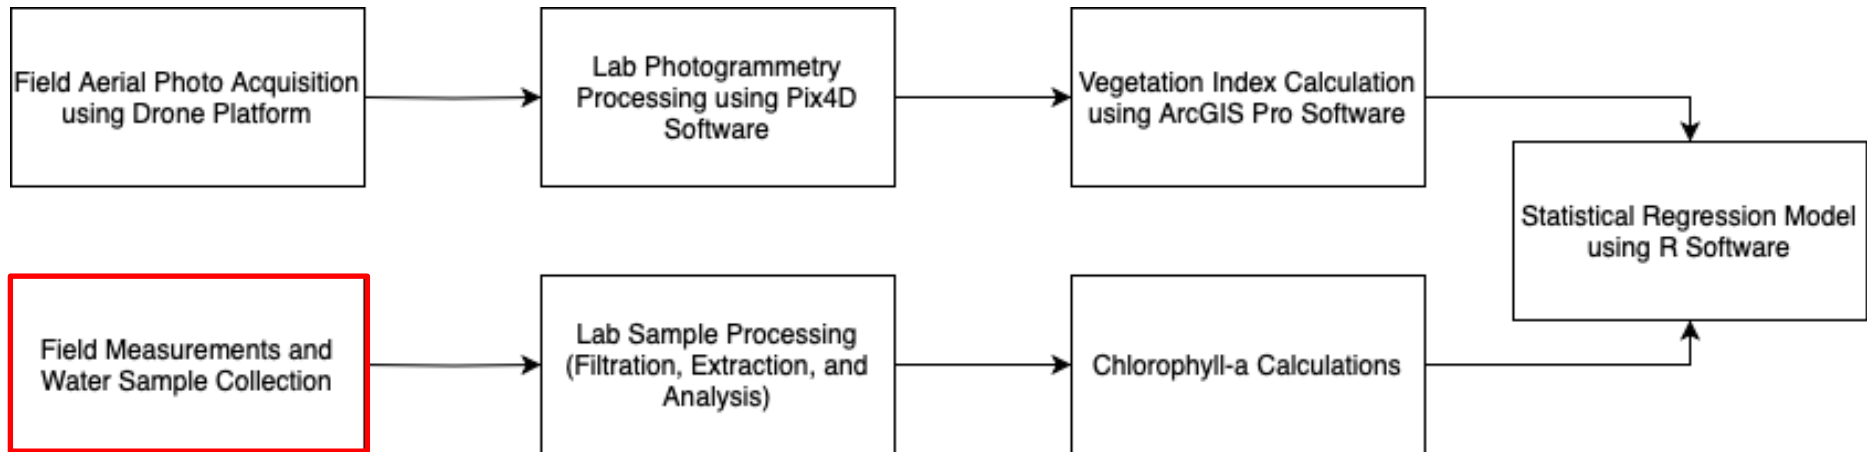 Field Aerial Photo Acquisition
using Drone Platform
Lab Photogrammetry
Processing using Pix4D
Software
Vegetation Index Calculation
using ArcGIS Pro Software
Statistical Regression Model
using R Software
Field Measurements and
Water Sample Collection
Lab Sample Processing
(Filtration, Extraction, and
Analysis)
Chlorophyll-a Calculations